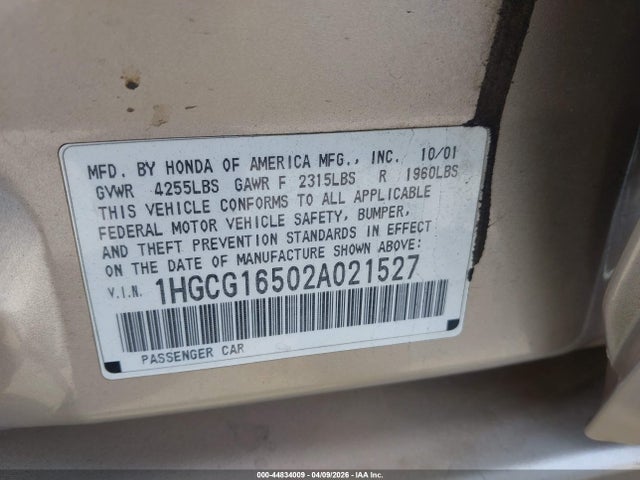 MFD. BY HONDA OF AMERICA MFG., INC. 10/01
GVWR 4255LBS GAWR F 2315LBS R 1960LBS
THIS VEHICLE CONFORMS TO ALL APPLICABLE
FEDERAL MOTOR VEHICLE SAFETY, BUMPER,
AND THEFT PREVENTION STANDARDS IN EFFECT
ON THE DATE OF MANUFACTURE SHOWN ABOVE:
V.I.N. 1HGCG16502A021527
PASSENGER CAR
000-44834009 04/09/2026 IAA Inc.